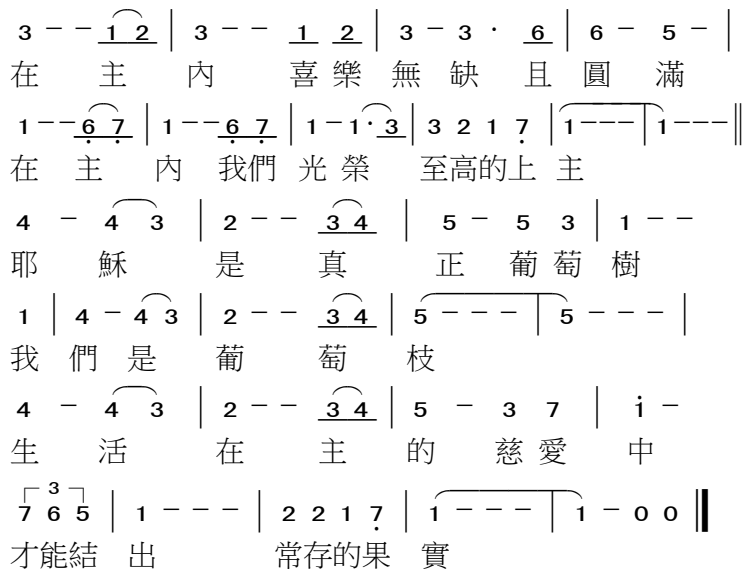 3 - - 1 2 | 3 - - 1 2 | 3 - 3 · 6 | 6 - 5 - |
在 主 內 喜 樂 無 缺 且 圓 滿
1 - - 6̣ 7̣ | 1 - - 6̣ 7̣ | 1 - 1 · 3 | 3 2 1 7̣ | 1 - - - | 1 - - - ||
在 主 內 我們 光 榮 至高的上 主
4 - 4 3 | 2 - - 3 4 | 5 - 5 3 | 1 - -
耶 穌 是 真 正 葡 萄 樹
1 | 4 - 4 3 | 2 - - 3 4 | 5 - - - | 5 - - - |
我 們 是 葡 萄 枝
4 - 4 3 | 2 - - 3 4 | 5 - 3 7 | i -
生 活 在 主 的 慈 愛 中
3
7 6 5 | 1 - - - | 2 2 1 7̣ | 1 - - - | 1 - 0 0 ||
才能結 出 常存的果 實